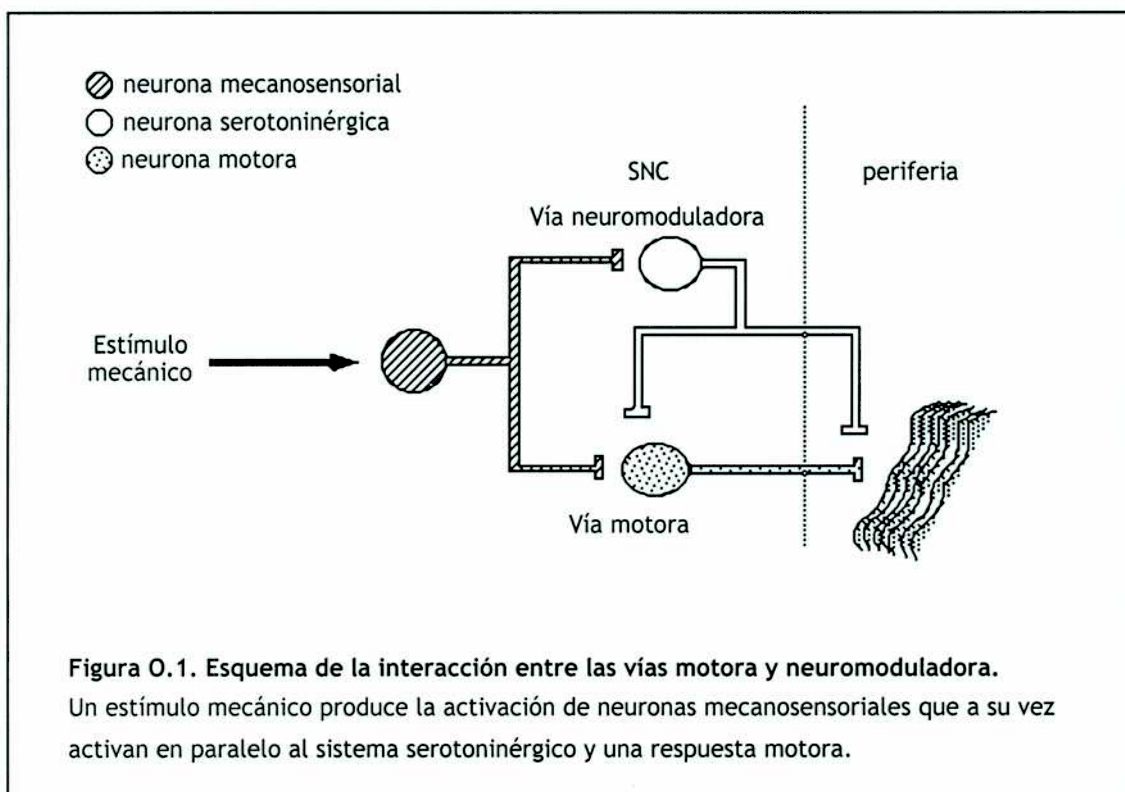 neurona mecanosensorial
neurona serotoninérgica
neurona motora
SNC
periferia
Vía neuromoduladora
Estímulo
mecánico
Vía motora
Figura O.1. Esquema de la interacción entre las vías motora y neuromoduladora.
Un estímulo mecánico produce la activación de neuronas mecanosensoriales que a su vez
activan en paralelo al sistema serotoninérgico y una respuesta motora.